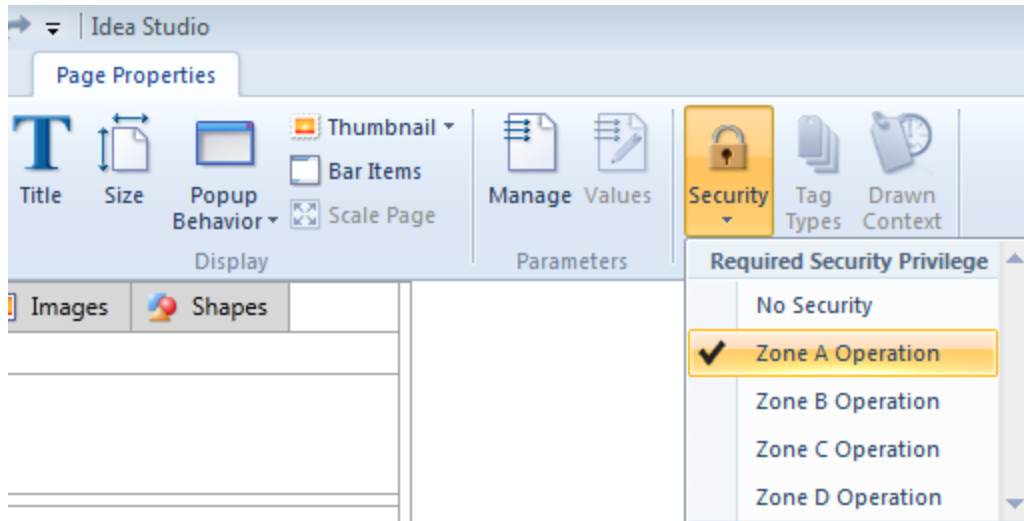 Idea Studio
Page Properties
Title
Size
Popup
Behavior
Thumbnail
Bar Items
Scale Page
Display
Manage
Values
Parameters
Security
Tag
Types
Drawn
Context
Required Security Privilege
No Security
Zone A Operation
Zone B Operation
Zone C Operation
Zone D Operation
Images
Shapes